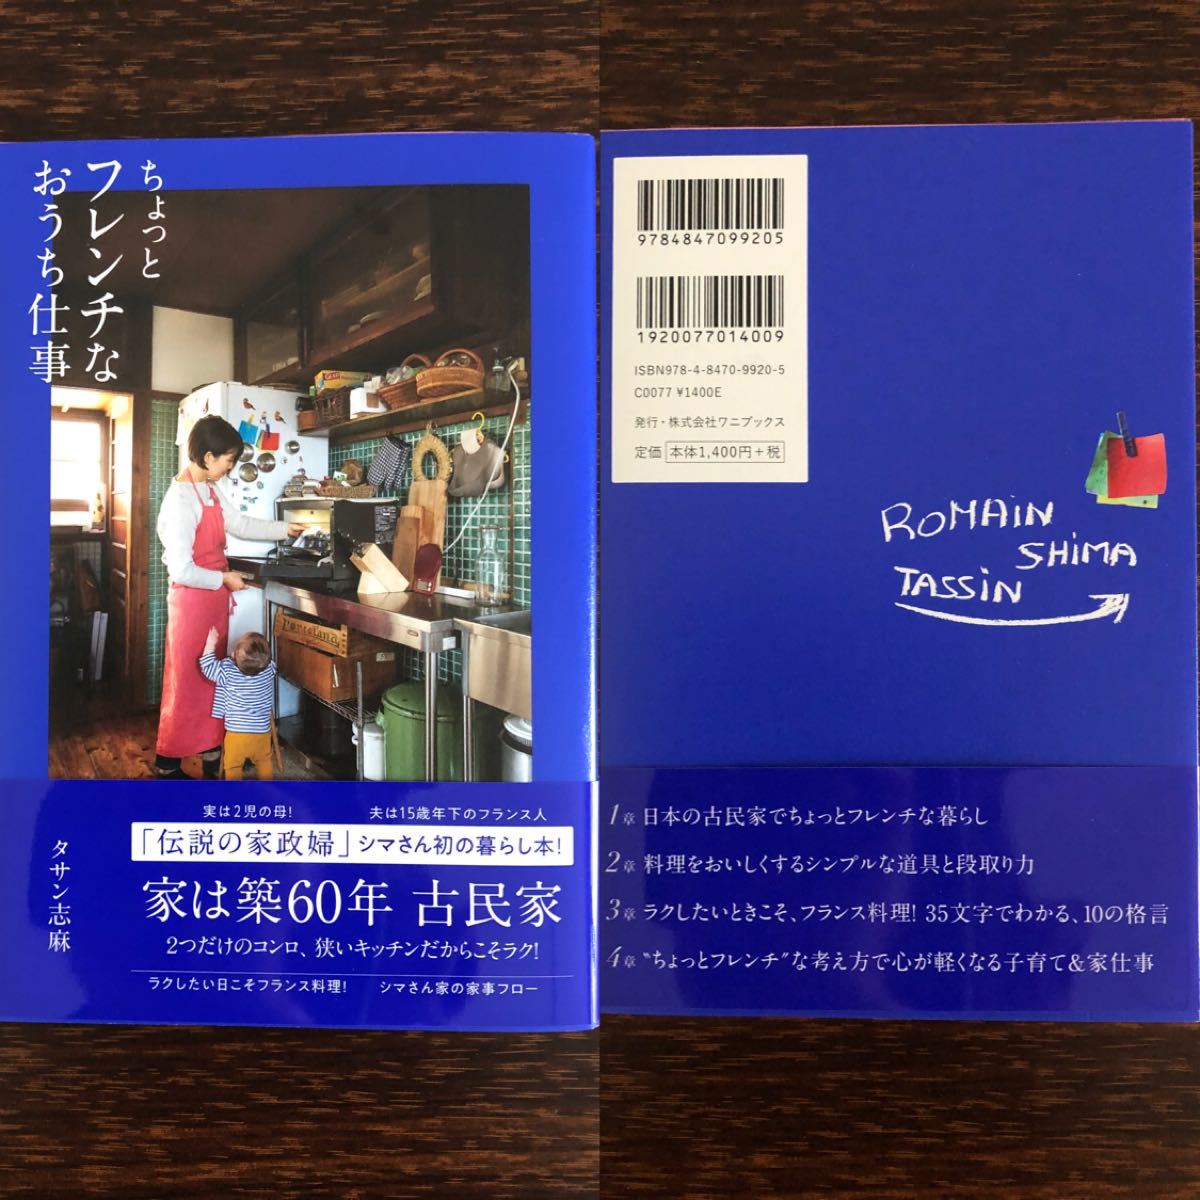 ちょっと
フレンチな
おうち仕事
実は2児の母!
夫は15歳年下のフランス人
「伝説の家政婦」シマさん初の暮らし本!
家は築60年 古民家
2つだけのコンロ、狭いキッチンだからこそラク!
ラクしたい日こそフランス料理!
シマさん家の家事フロー
タサン志麻
9784847099205
1920077014009
ISBN978-4-8470-9920-5
C0077 ¥1400E
発行・株式会社ワニブックス
定価 本体1,400円+税
ROMAIN
SHIMA
TASSIN
1章 日本の古民家でちょっとフレンチな暮らし
2章 料理をおいしくするシンプルな道具と段取り力
3章 ラクしたいときこそ、フランス料理! 35文字でわかる、10の格言
4章 “ちょっとフレンチ”な考え方で心が軽くなる子育て&家仕事